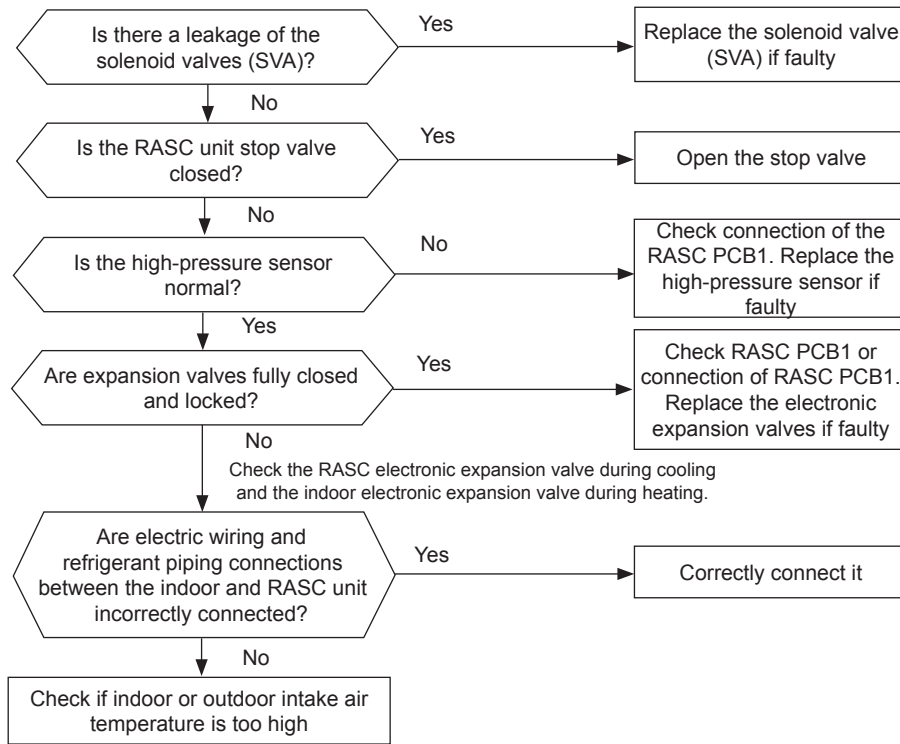 Is there a leakage of the
solenoid valves (SVA)?
Yes
Replace the solenoid valve
(SVA) if faulty
No
Is the RASC unit stop valve
closed?
Yes
Open the stop valve
No
Is the high-pressure sensor
normal?
No
Check connection of the
RASC PCB1. Replace the
high-pressure sensor if
faulty
Yes
Are expansion valves fully closed
and locked?
Yes
Check RASC PCB1 or
connection of RASC PCB1.
Replace the electronic
expansion valves if faulty
No
Check the RASC electronic expansion valve during cooling
and the indoor electronic expansion valve during heating.
Are electric wiring and
refrigerant piping connections
between the indoor and RASC unit
incorrectly connected?
Yes
Correctly connect it
No
Check if indoor or outdoor intake air
temperature is too high